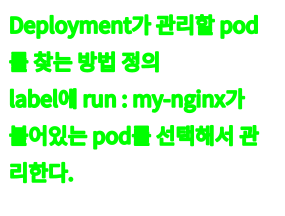 Deployment가 관리할 pod
를 찾는 방법 정의
label에 run : my-nginx가
붙어있는 pod를 선택해서 관
리한다.